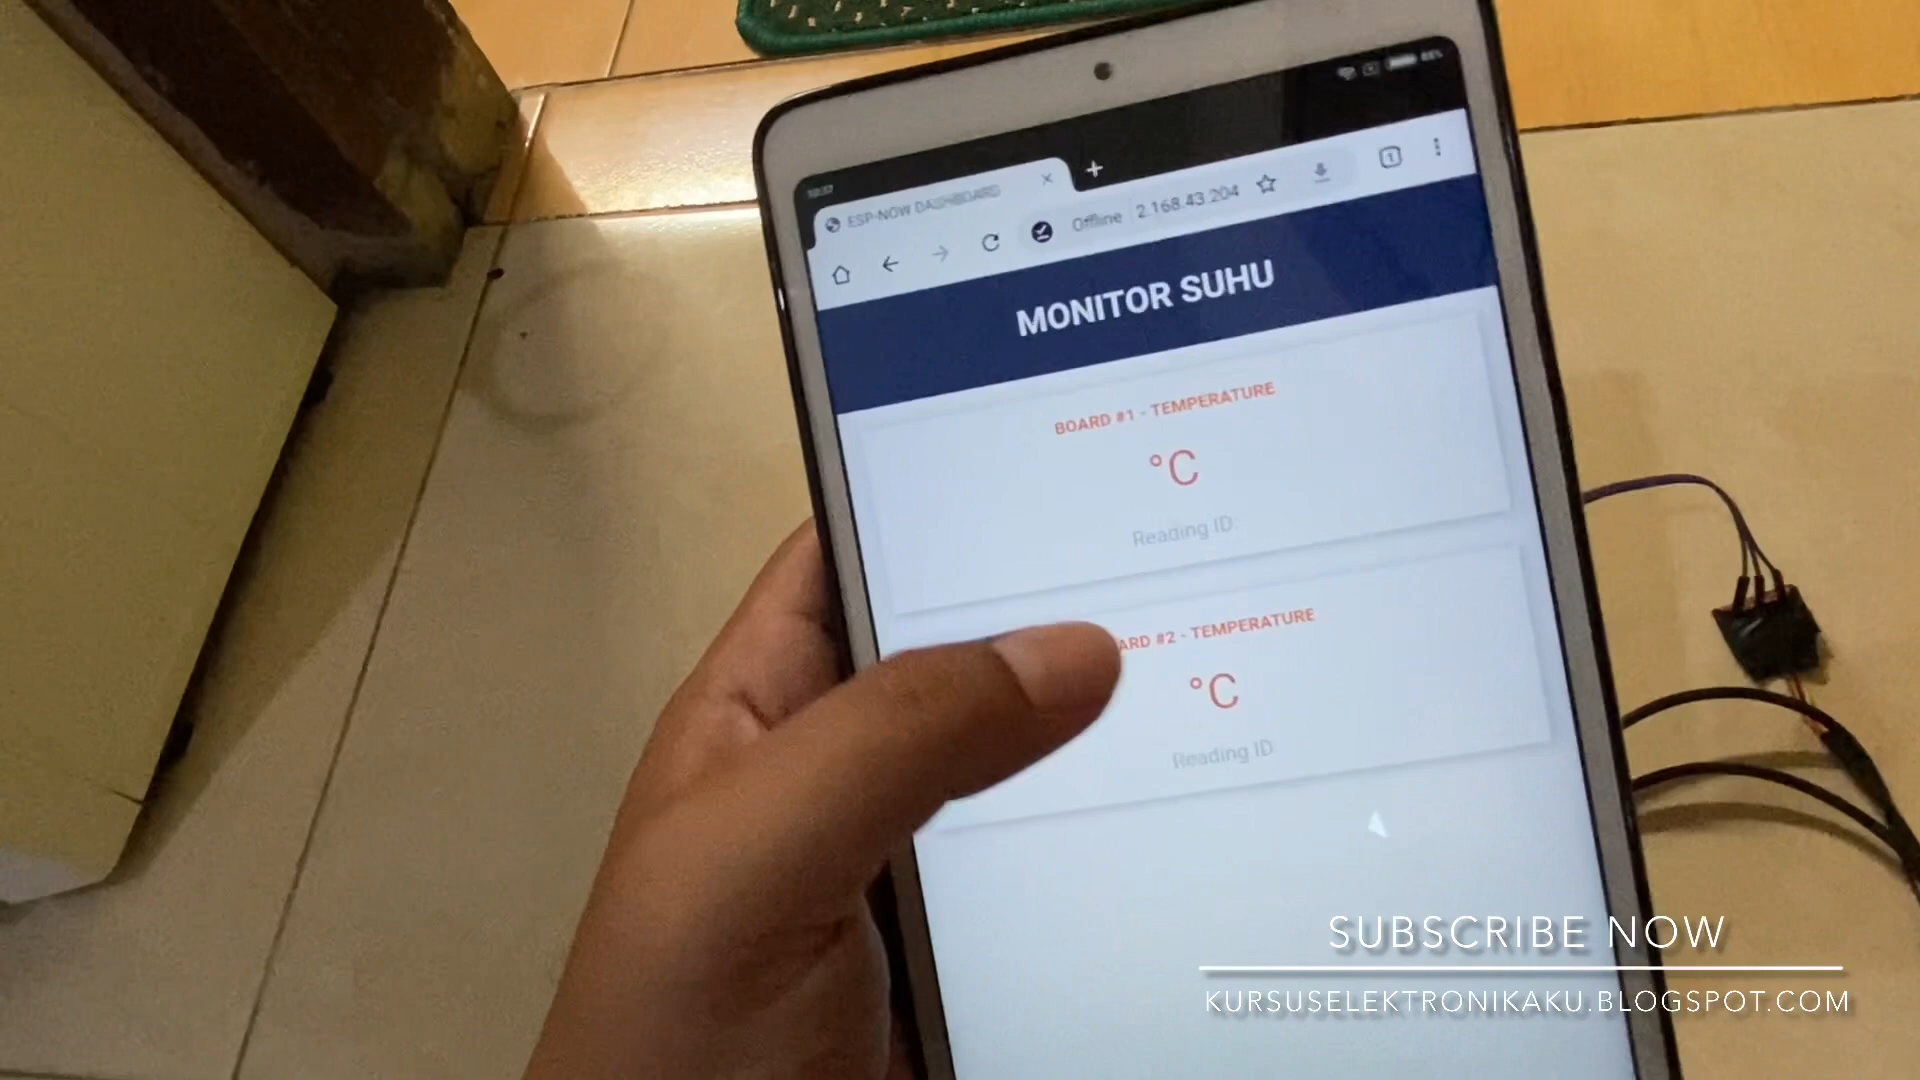 ESP-NOW DASHBOARD
Offline 2.168.43.204
1
MONITOR SUHU
BOARD #1 - TEMPERATURE
°C
Reading ID:
ARD #2 - TEMPERATURE
°C
Reading ID
SUBSCRIBE NOW
KURSUSELEKTRONIKAKU.BLOGSPOT.COM